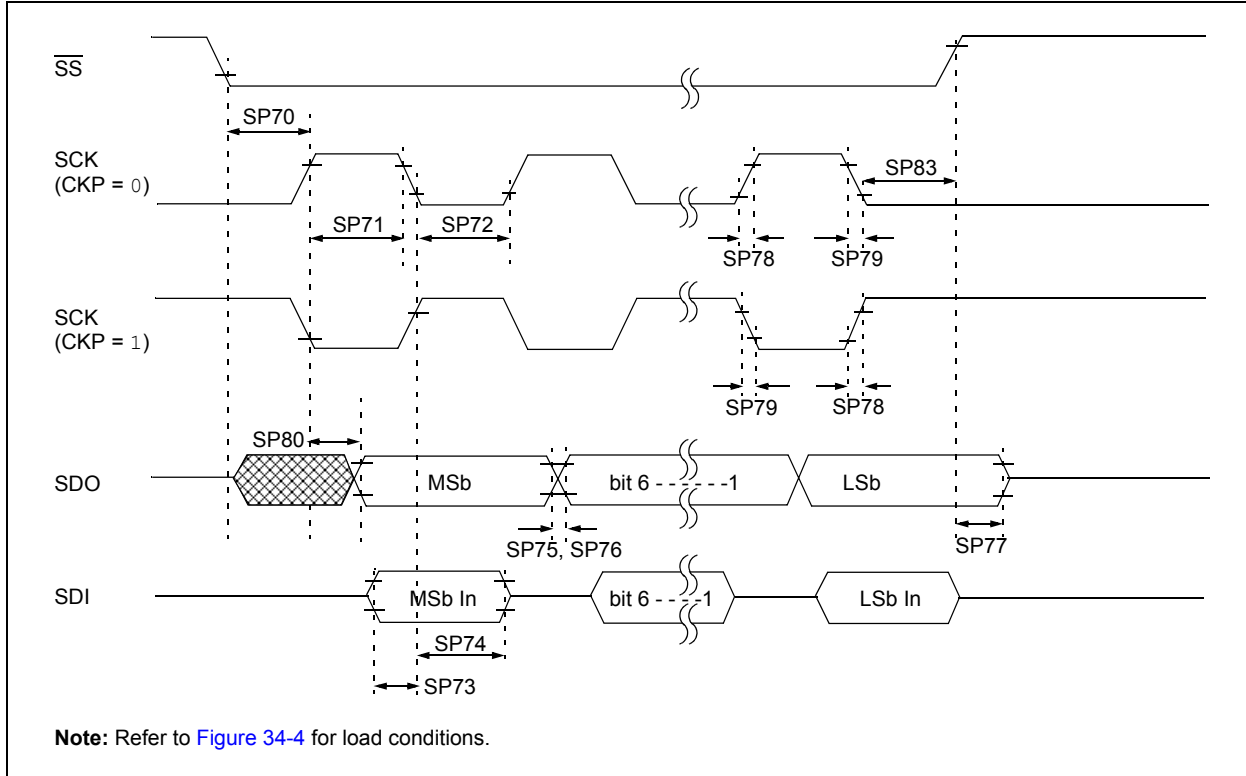 SS
SP70
SCK
(CKP = 0)
SP83
SP71
SP72
SP78
SP79
SCK
(CKP = 1)
SP79
SP78
SP80
SDO
MSb
bit 6 - - - - - -1
LSb
SP75, SP76
SP77
SDI
MSb In
bit 6 - - - -1
LSb In
SP74
SP73
Note: Refer to Figure 34-4 for load conditions.